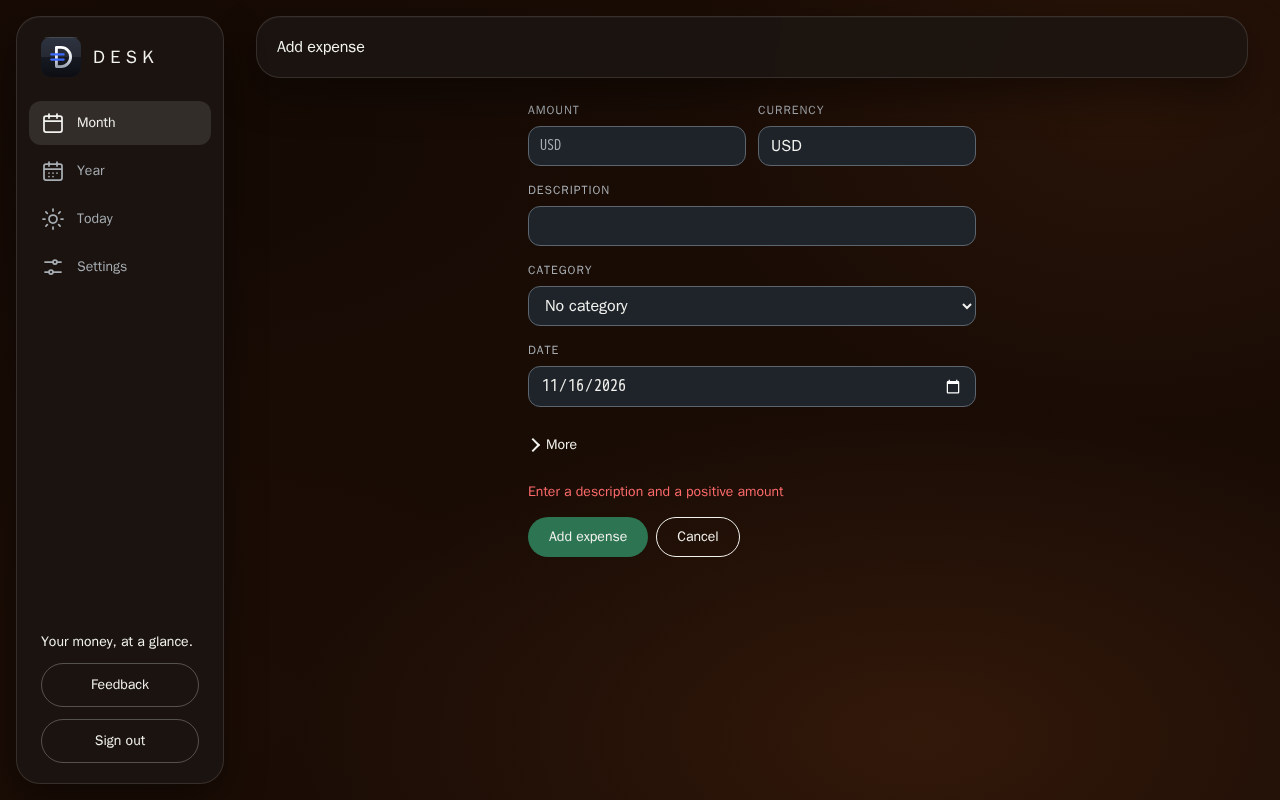 DESK
Month
Year
Today
Settings
Your money, at a glance.
Feedback
Sign out
Add expense
AMOUNT
CURRENCY
USD
USD
DESCRIPTION
CATEGORY
No category
DATE
11/16/2026
More
Enter a description and a positive amount
Add expense
Cancel